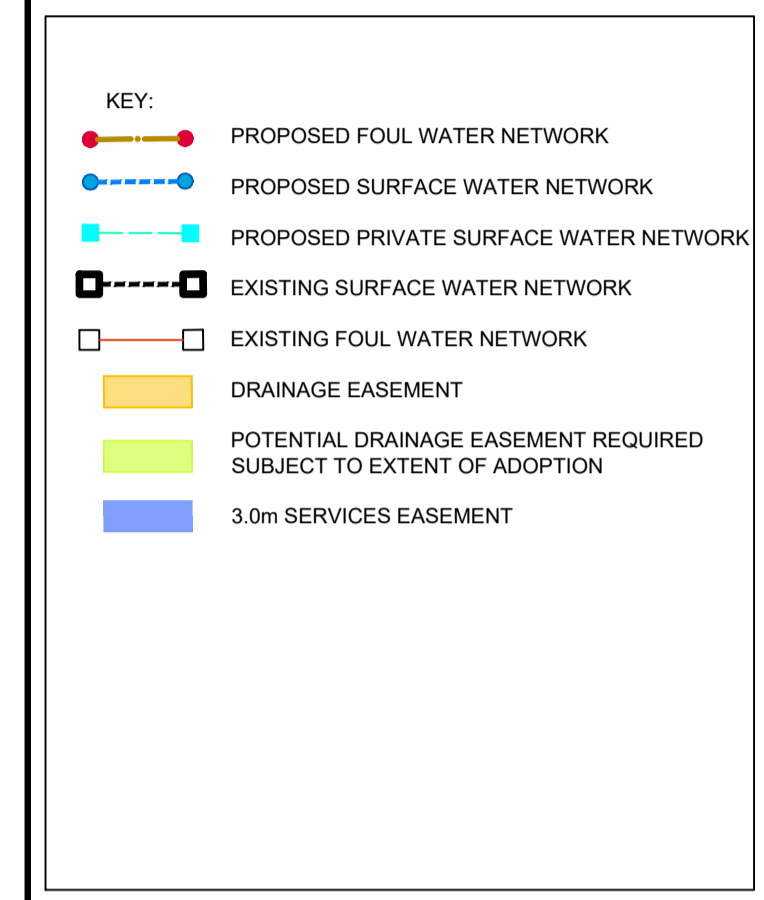 KEY:
PROPOSED FOUL WATER NETWORK
PROPOSED SURFACE WATER NETWORK
PROPOSED PRIVATE SURFACE WATER NETWORK
EXISTING SURFACE WATER NETWORK
EXISTING FOUL WATER NETWORK
DRAINAGE EASEMENT
POTENTIAL DRAINAGE EASEMENT REQUIRED
SUBJECT TO EXTENT OF ADOPTION
3.0m SERVICES EASEMENT